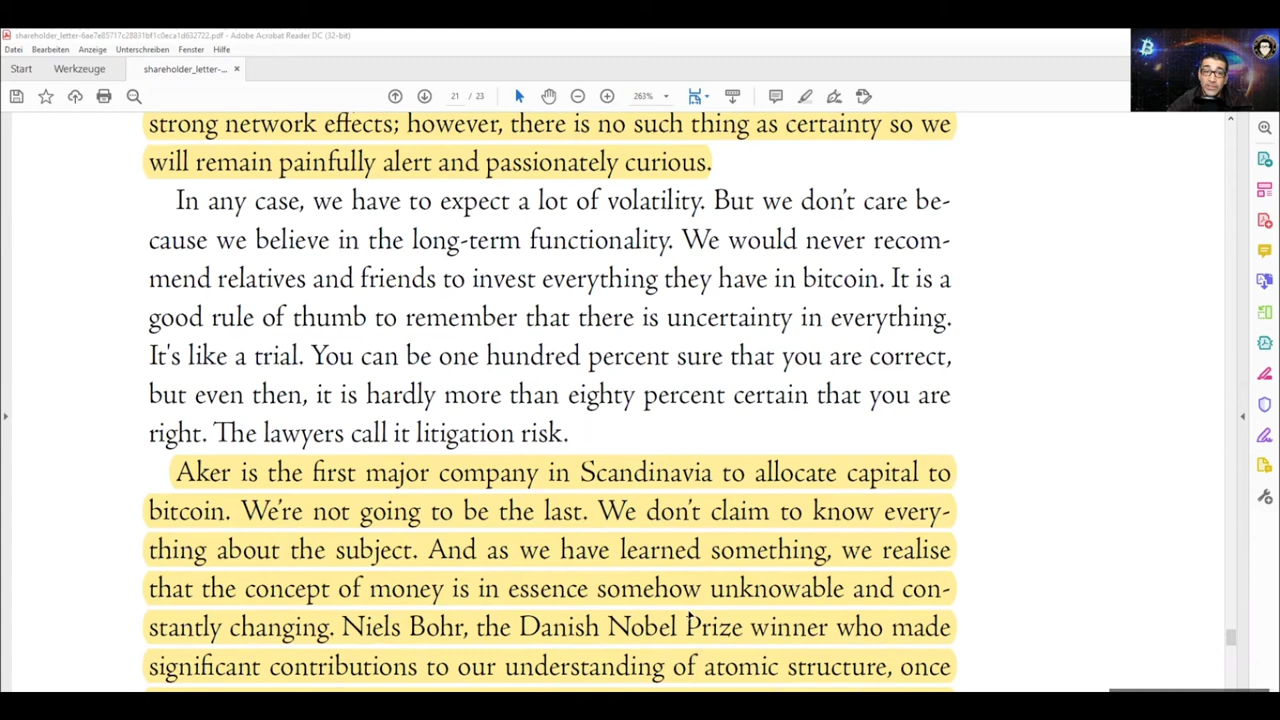 shareholder_letter-6ae7e85717c28831bf1c0eca1d632722.pdf - Adobe Acrobat Reader DC (32-bit)
Datei Bearbeiten Anzeige Unterschreiben Fenster Hilfe
Start Werkzeuge shareholder_letter-... ×
21 / 23 263%
strong network effects; however, there is no such thing as certainty so we
will remain painfully alert and passionately curious.
In any case, we have to expect a lot of volatility. But we don't care be-
cause we believe in the long-term functionality. We would never recom-
mend relatives and friends to invest everything they have in bitcoin. It is a
good rule of thumb to remember that there is uncertainty in everything.
It's like a trial. You can be one hundred percent sure that you are correct,
but even then, it is hardly more than eighty percent certain that you are
right. The lawyers call it litigation risk.
Aker is the first major company in Scandinavia to allocate capital to
bitcoin. We're not going to be the last. We don't claim to know every-
thing about the subject. And as we have learned something, we realise
that the concept of money is in essence somehow unknowable and con-
stantly changing. Niels Bohr, the Danish Nobel Prize winner who made
significant contributions to our understanding of atomic structure, once